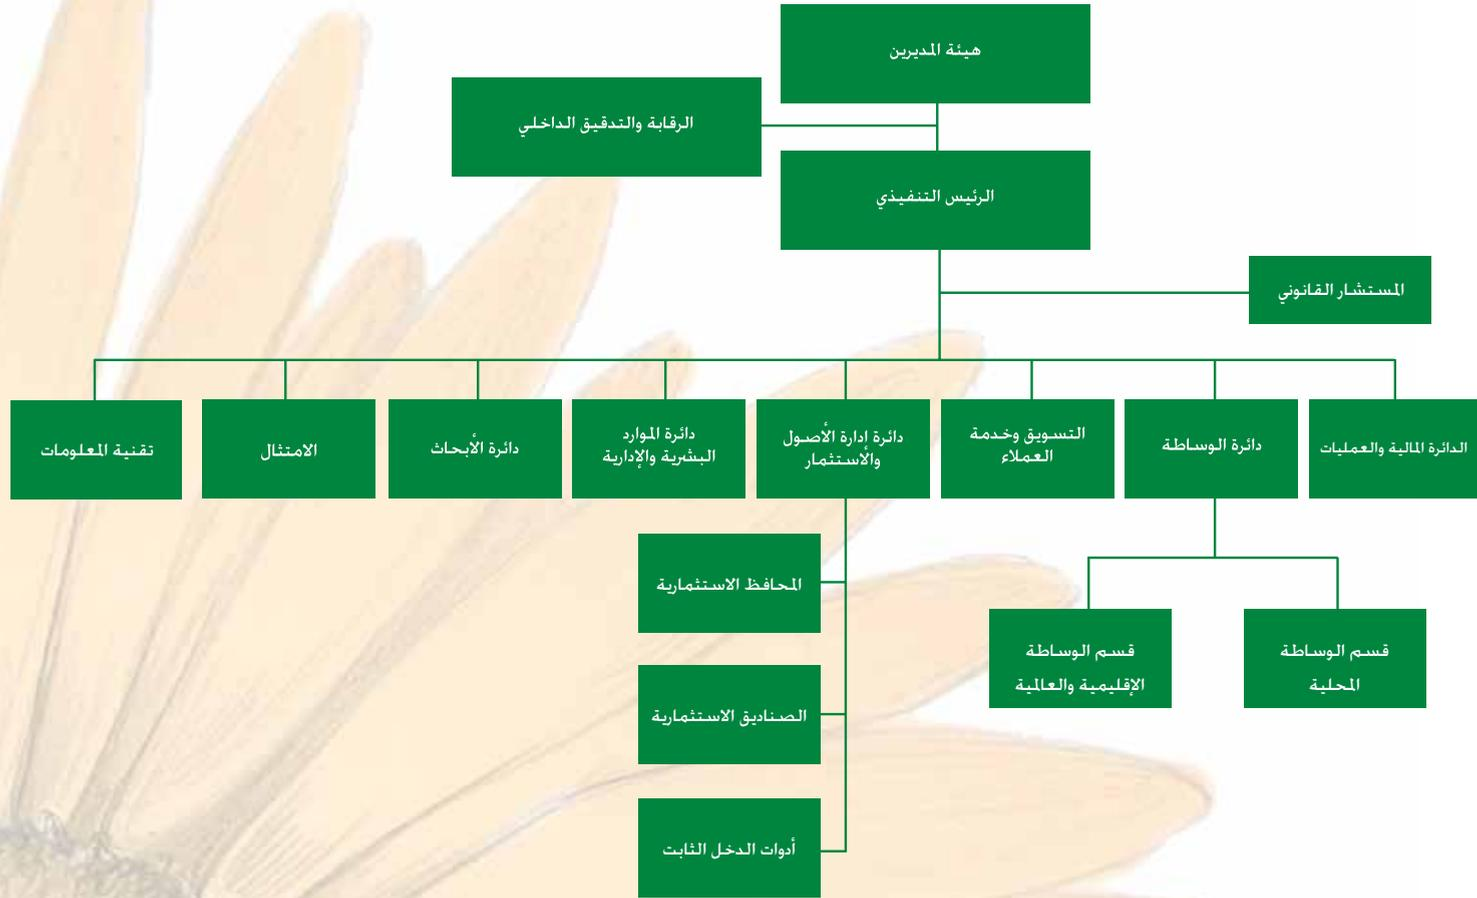 هيئة المديرين
الرقابة والتدقيق الداخلي
الرئيس التنفيذي
المستشار القانوني
الدائرة المالية والعمليات
دائرة الوساطة
التسويق وخدمة
العملاء
دائرة إدارة الأصول
والأستثمار
دائرة الموارد
البشرية والإدارية
دائرة الأبحاث
الامتثال
تقنية المعلومات
قسم الوساطة
المحلية
قسم الوساطة
الإقليمية والعالمية
المحافظ الاستثمارية
الصناديق الاستثمارية
أدوات الدخل الثابت